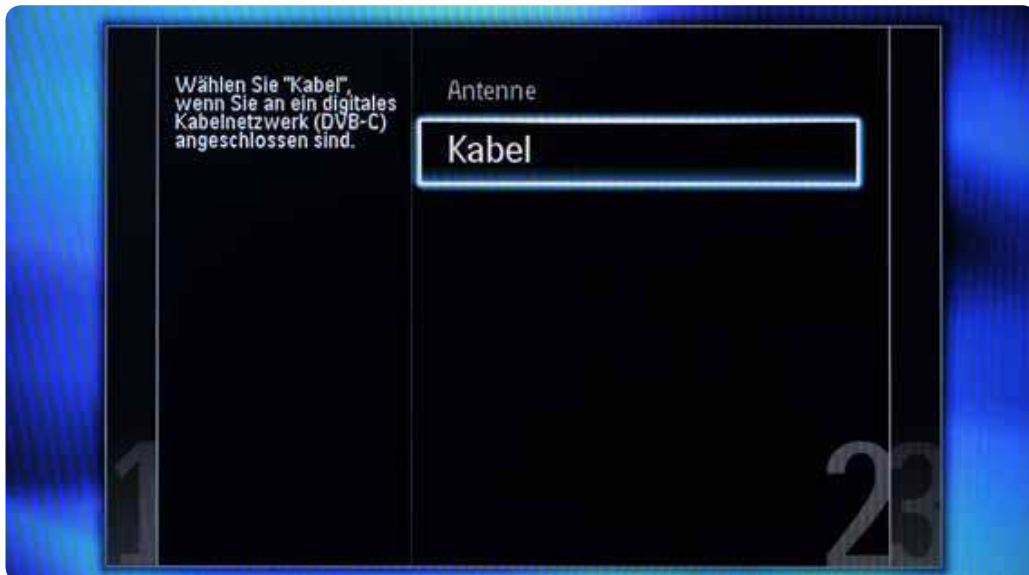 Wählen Sie "Kabel",
wenn Sie an ein digitales
Kabelnetzwerk (DVB-C)
angeschlossen sind.
Antenne
Kabel
1
2
3